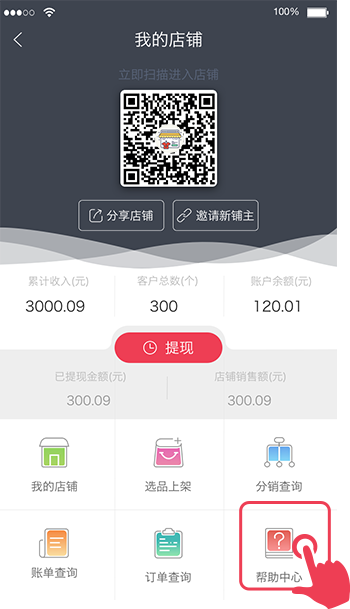 100%
我的店铺
立即扫描进入店铺
分享店铺 邀请新铺主
累计收入(元) 客户总数(个) 账户余额(元)
3000.09 300 120.01
提现
已提现金额(元) 店铺销售额(元)
300.09 300.09
我的店铺 选品上架 分销查询
账单查询 订单查询 帮助中心